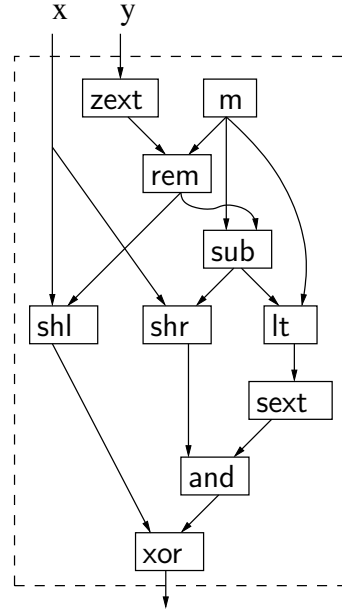 x y
zext m
rem
sub
shl shr lt
sext
and
xor